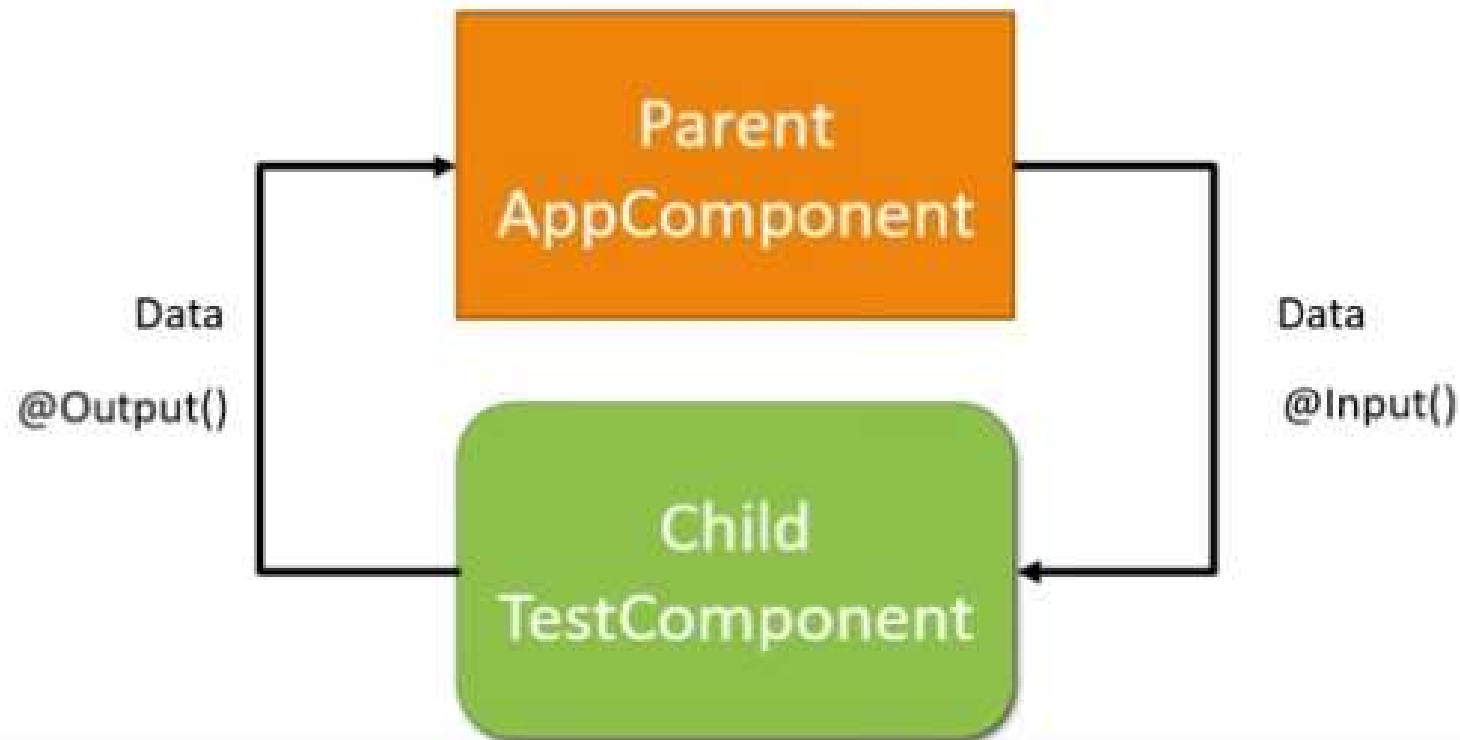 Parent
AppComponent
Data
@Output()
Data
@Input()
Child
TestComponent